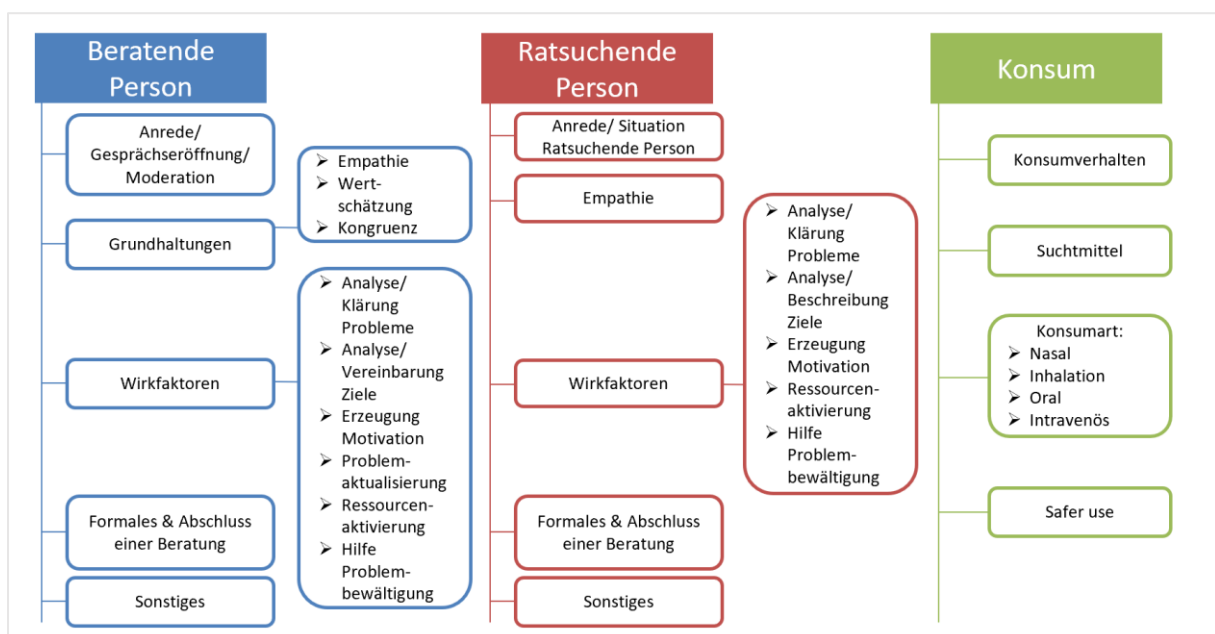 Beratende
Person
Anrede/
Gesprächseröffnung/
Moderation
Grundhaltungen
➢ Empathie
➢ Wert-
schätzung
➢ Kongruenz
Wirkfaktoren
➢ Analyse/
Klärung
Probleme
➢ Analyse/
Vereinbarung
Ziele
➢ Erzeugung
Motivation
➢ Problem-
aktualisierung
➢ Ressourcen-
aktivierung
➢ Hilfe
Problem-
bewältigung
Formales & Abschluss
einer Beratung
Sonstiges
Ratsuchende
Person
Anrede/ Situation
Ratsuchende Person
Empathie
Wirkfaktoren
➢ Analyse/
Klärung
Probleme
➢ Analyse/
Beschreibung
Ziele
➢ Erzeugung
Motivation
➢ Ressourcen-
aktivierung
➢ Hilfe
Problem-
bewältigung
Formales & Abschluss
einer Beratung
Sonstiges
Konsum
Konsumverhalten
Suchtmittel
Konsumart:
➢ Nasal
➢ Inhalation
➢ Oral
➢ Intravenös
Safer use